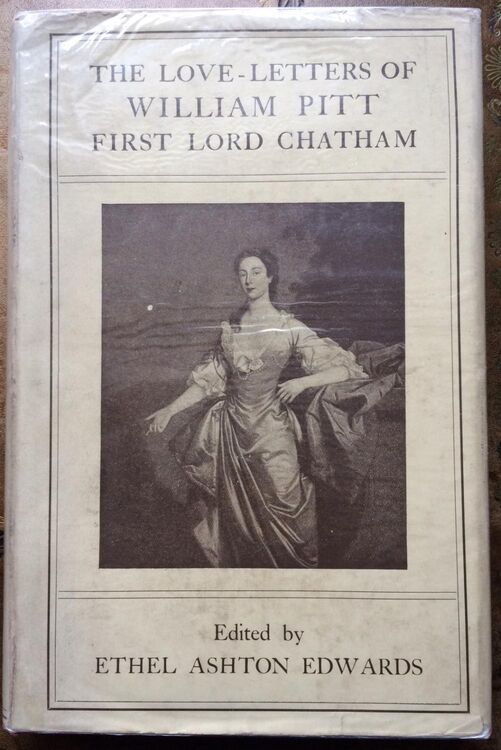 THE LOVE-LETTERS OF
WILLIAM PITT
FIRST LORD CHATHAM
Edited by
ETHEL ASHTON EDWARDS